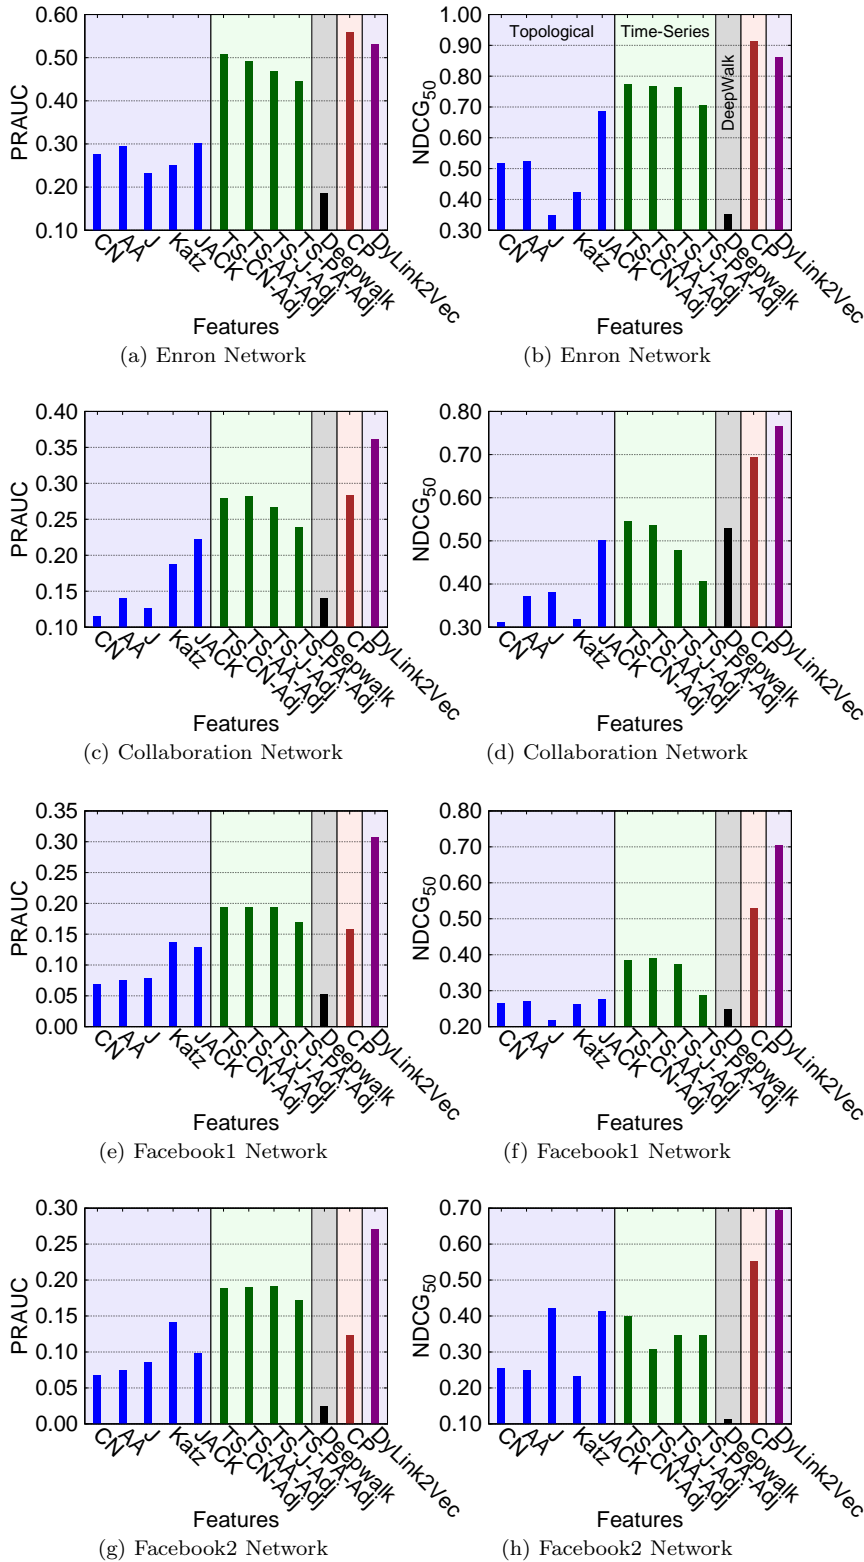 PRAUC
0.60
0.50
0.40
0.30
0.20
0.10
CN
AA
J
Katz
JACK
TS-CN-Adj
TS-AA-Adj
TS-J-Adj
TS-PA-Adj
Deepwalk
CP
DyLink2Vec
Features
(a) Enron Network
NDCG50
1.00
0.90
0.80
0.70
0.60
0.50
0.40
0.30
Topological
Time-Series
DeepWalk
CN
AA
J
Katz
JACK
TS-CN-Adj
TS-AA-Adj
TS-J-Adj
TS-PA-Adj
Deepwalk
CP
DyLink2Vec
Features
(b) Enron Network
PRAUC
0.40
0.35
0.30
0.25
0.20
0.15
0.10
CN
AA
J
Katz
JACK
TS-CN-Adj
TS-AA-Adj
TS-J-Adj
TS-PA-Adj
Deepwalk
CP
DyLink2Vec
Features
(c) Collaboration Network
NDCG50
0.80
0.70
0.60
0.50
0.40
0.30
CN
AA
J
Katz
JACK
TS-CN-Adj
TS-AA-Adj
TS-J-Adj
TS-PA-Adj
Deepwalk
CP
DyLink2Vec
Features
(d) Collaboration Network
PRAUC
0.35
0.30
0.25
0.20
0.15
0.10
0.05
0.00
CN
AA
J
Katz
JACK
TS-CN-Adj
TS-AA-Adj
TS-J-Adj
TS-PA-Adj
Deepwalk
CP
DyLink2Vec
Features
(e) Facebook1 Network
NDCG50
0.80
0.70
0.60
0.50
0.40
0.30
0.20
CN
AA
J
Katz
JACK
TS-CN-Adj
TS-AA-Adj
TS-J-Adj
TS-PA-Adj
Deepwalk
CP
DyLink2Vec
Features
(f) Facebook1 Network
PRAUC
0.30
0.25
0.20
0.15
0.10
0.05
0.00
CN
AA
J
Katz
JACK
TS-CN-Adj
TS-AA-Adj
TS-J-Adj
TS-PA-Adj
Deepwalk
CP
DyLink2Vec
Features
(g) Facebook2 Network
NDCG50
0.70
0.60
0.50
0.40
0.30
0.20
0.10
CN
AA
J
Katz
JACK
TS-CN-Adj
TS-AA-Adj
TS-J-Adj
TS-PA-Adj
Deepwalk
CP
DyLink2Vec
Features
(h) Facebook2 Network